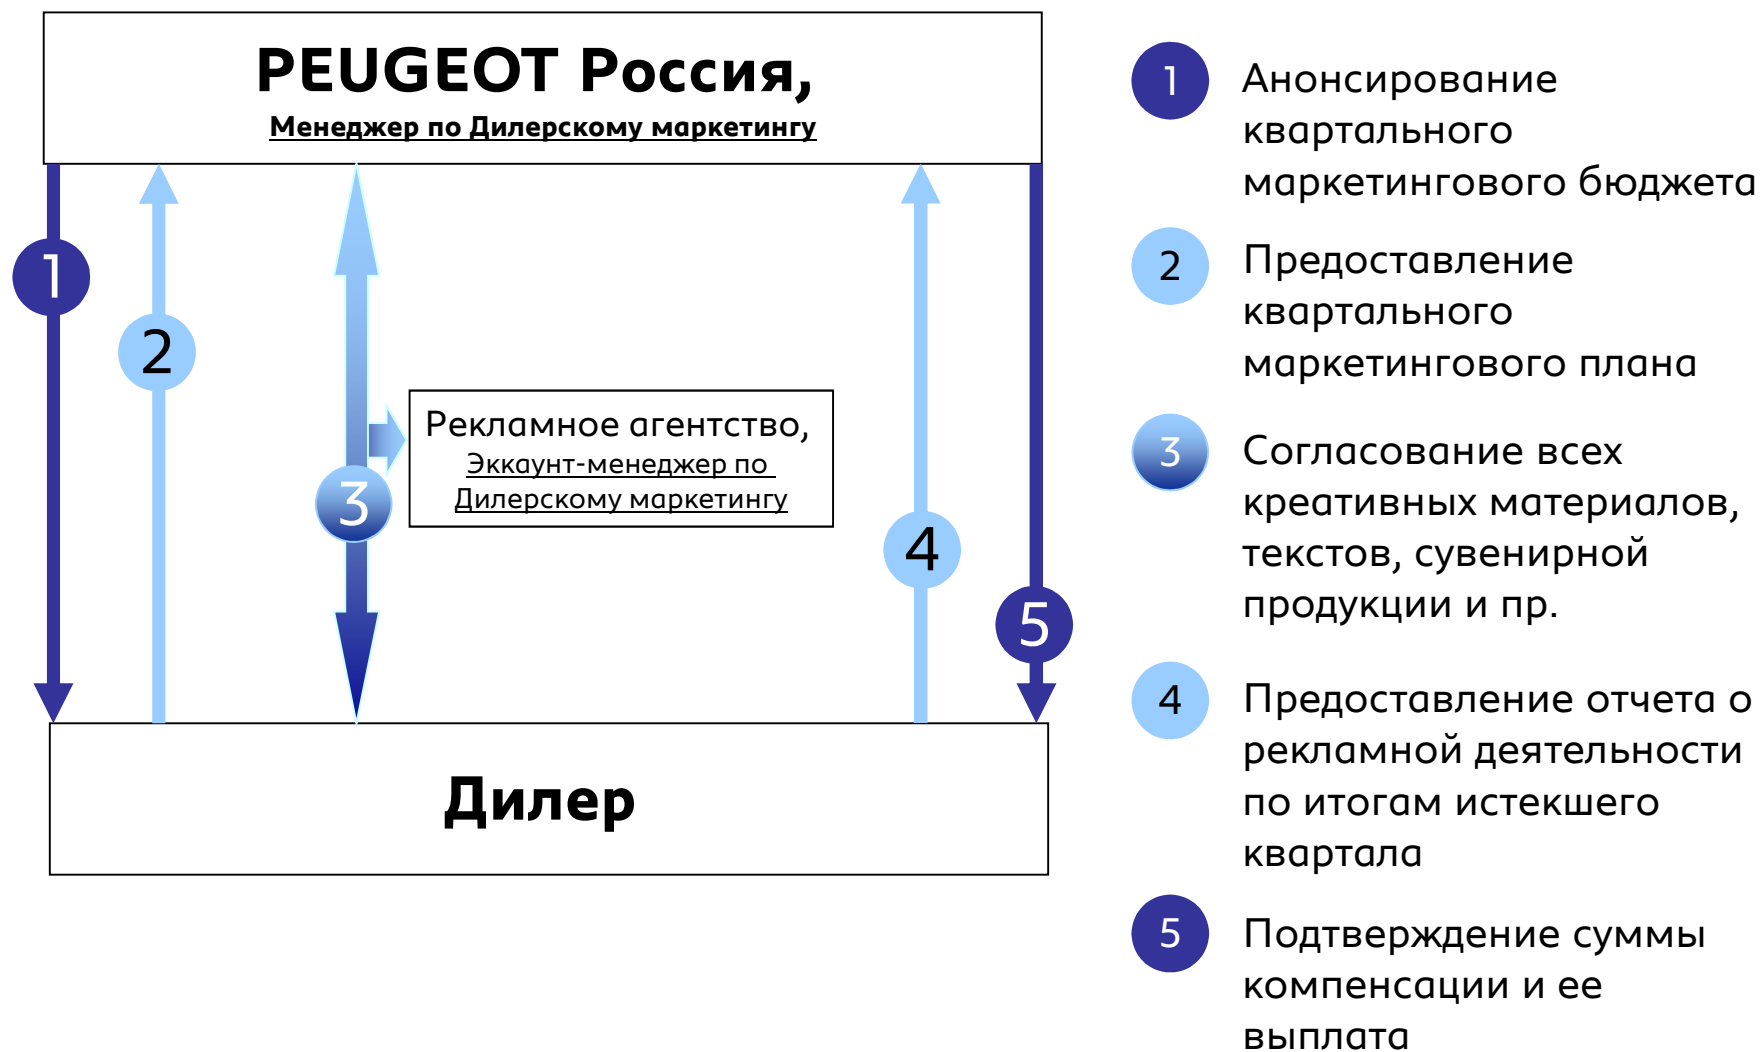 PEUGEOT Россия,
Менеджер по Дилерскому маркетингу
1
2
Рекламное агентство,
Эккаунт-менеджер по
Дилерскому маркетингу
3
4
5
Дилер
1
Анонсирование
квартального
маркетингового бюджета
2
Предоставление
квартального
маркетингового плана
3
Согласование всех
креативных материалов,
текстов, сувенирной
продукции и пр.
4
Предоставление отчета о
рекламной деятельности
по итогам истекшего
квартала
5
Подтверждение суммы
компенсации и ее
выплата